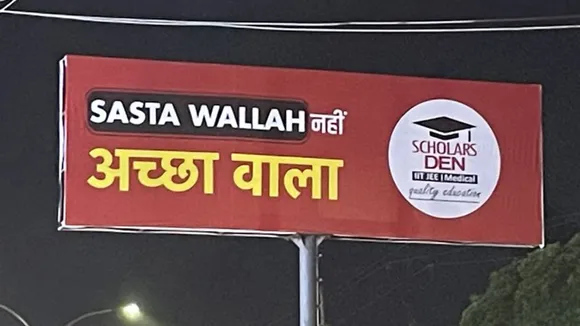 SASTA WALLAH नहीं
अच्छा वाला
SCHOLARS
DEN
IIT JEE | Medical
quality education